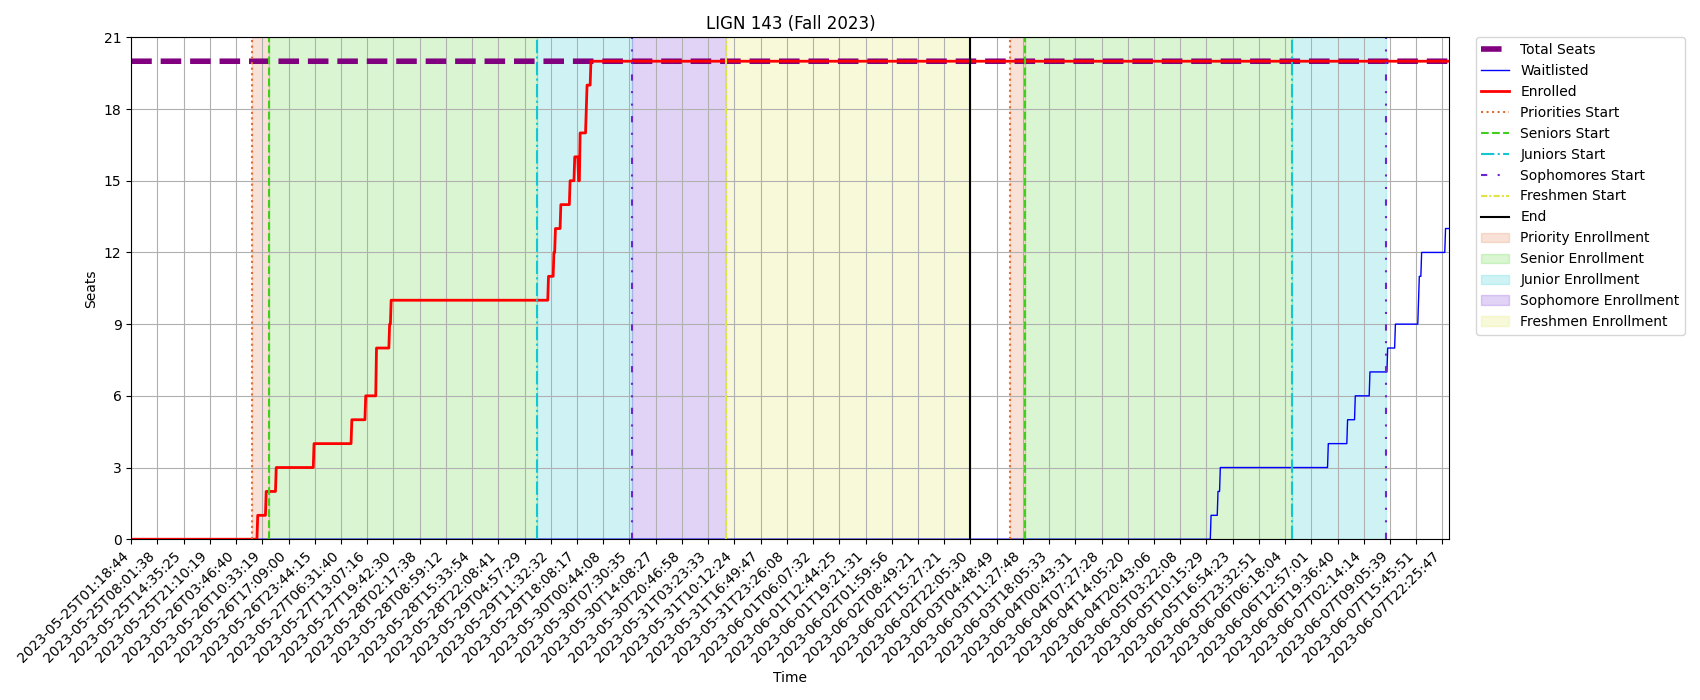 LIGN 143 (Fall 2023)
21
18
15
12
9
6
3
0
Seats
2023-05-25T01:18:44
2023-05-25T08:01:38
2023-05-25T14:35:25
2023-05-25T21:10:19
2023-05-26T03:46:40
2023-05-26T10:33:19
2023-05-26T17:09:00
2023-05-26T23:44:15
2023-05-27T06:31:40
2023-05-27T13:07:16
2023-05-27T19:42:30
2023-05-28T02:17:38
2023-05-28T08:59:12
2023-05-28T15:33:54
2023-05-28T22:08:41
2023-05-29T04:57:29
2023-05-29T11:32:32
2023-05-29T18:08:17
2023-05-30T00:44:08
2023-05-30T07:30:35
2023-05-30T14:08:27
2023-05-30T20:46:58
2023-05-31T03:23:33
2023-05-31T10:12:24
2023-05-31T16:49:47
2023-05-31T23:26:08
2023-06-01T06:07:32
2023-06-01T12:44:25
2023-06-01T19:21:31
2023-06-02T01:59:56
2023-06-02T08:49:21
2023-06-02T15:27:21
2023-06-02T22:05:30
2023-06-03T04:48:49
2023-06-03T11:27:48
2023-06-03T18:05:33
2023-06-04T00:43:31
2023-06-04T07:27:28
2023-06-04T14:05:20
2023-06-04T20:43:06
2023-06-05T03:22:08
2023-06-05T10:15:29
2023-06-05T16:54:23
2023-06-05T23:32:51
2023-06-06T06:18:04
2023-06-06T12:57:01
2023-06-06T19:36:40
2023-06-07T02:14:14
2023-06-07T09:05:39
2023-06-07T15:45:51
2023-06-07T22:25:47
Time
Total Seats
Waitlisted
Enrolled
Priorities Start
Seniors Start
Juniors Start
Sophomores Start
Freshmen Start
End
Priority Enrollment
Senior Enrollment
Junior Enrollment
Sophomore Enrollment
Freshmen Enrollment